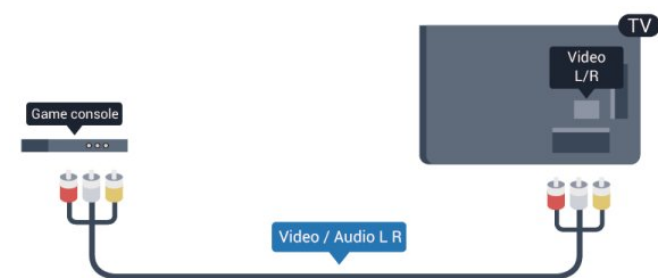 TV
Video
L/R
Game console
Video / Audio L R